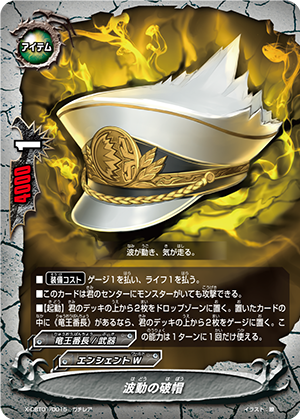 アイテム
1
4000
波が動き、気が走る。
■【装備コスト】ゲージ1を払い、ライフ1を払う。
■このカードは君のセンターにモンスターがいても攻撃できる。
■【起動】君のデッキの上から2枚をドロップゾーンに置く。置いたカードの
中に《竜王番長》があるなら、君のデッキの上から2枚をゲージに置く。こ
の能力は1ターンに1回だけ使える。
竜王番長／武器
エンシェントW
波動の破帽